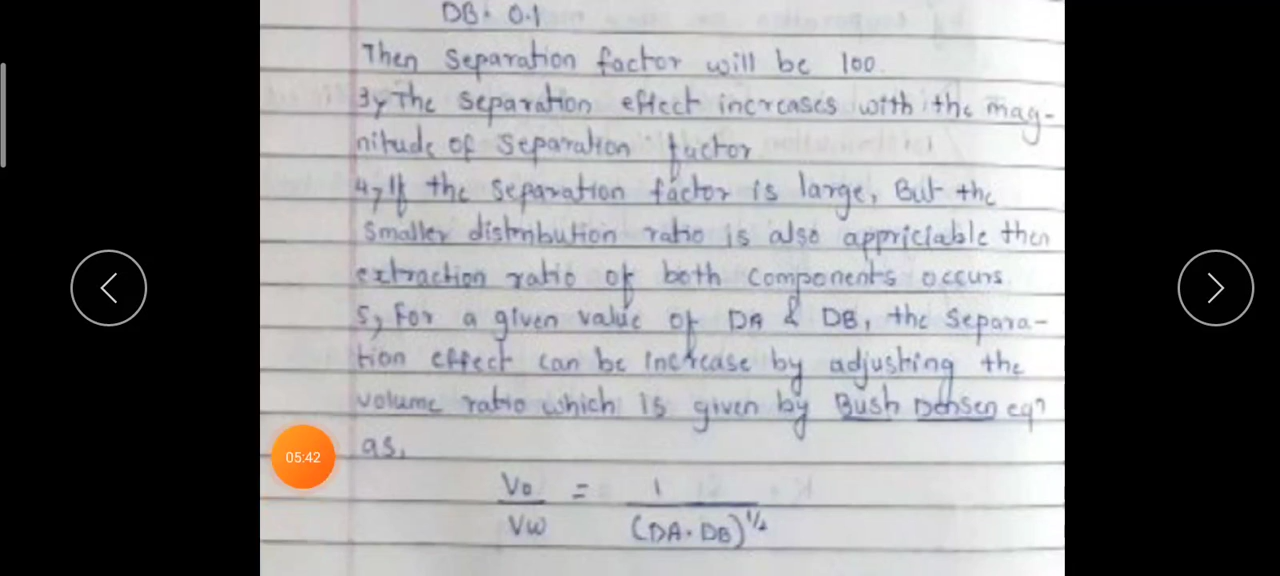 DB. 0.1
Then separation factor will be 100.
3, The separation effect increases with the mag-
nitude of separation factor
4, If the separation factor is large, But the
smaller distribution ratio is also appriciable then
extraction ratio of both components occurs.
5, For a given value of DA & DB, the separa-
tion effect can be increase by adjusting the
volume ratio which is given by Bush Densen eqn
as,
Vo = 1
Vw (DA.DB)^1/2
05:42